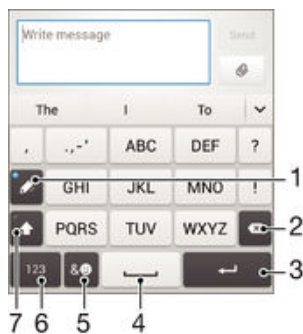 Write message
Send
The I To
, .,-' ABC DEF ?
GHI JKL MNO ! 1
PQRS TUV WXYZ 2
123 & 3
7 6 5 4